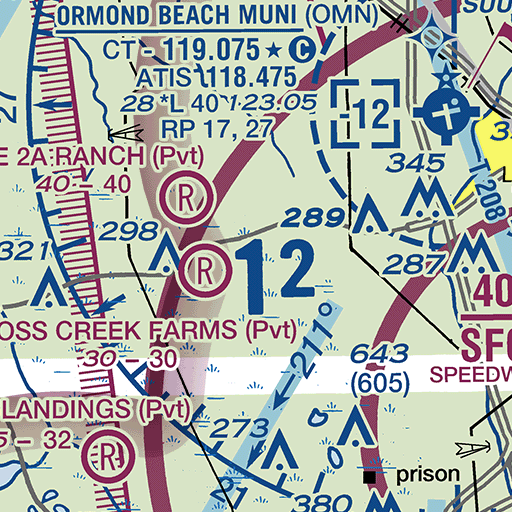 ORMOND BEACH MUNI (OMN)
CT - 119.075 ★ C
ATIS 118.475
28 *L 40 123.05
RP 17, 27
-12
2A RANCH (Pvt)
40 - 40
R
345
T 208
289
298
321
12
R
287
40
OSS CREEK FARMS (Pvt)
30 - 30
211°
SPEEDW
643
(605)
LANDINGS (Pvt)
5 - 32
R
273
prison
380